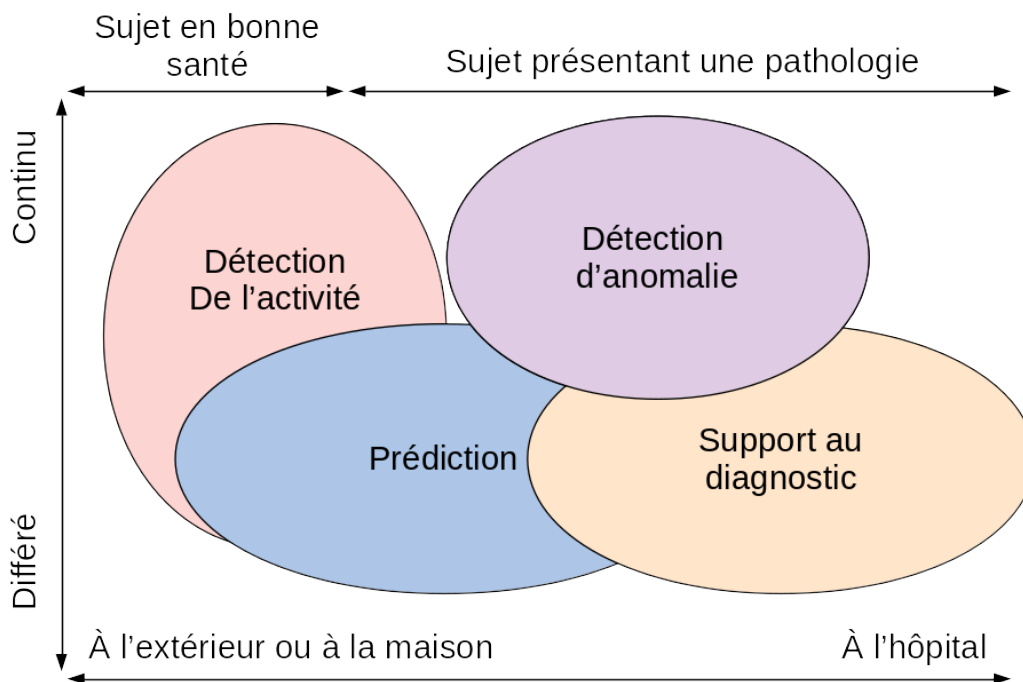 Sujet en bonne
santé
Sujet présentant une pathologie
Continu
Détection
d’anomalie
Détection
De l’activité
Support au
diagnostic
Prédiction
Différé
À l’extérieur ou à la maison
À l’hôpital